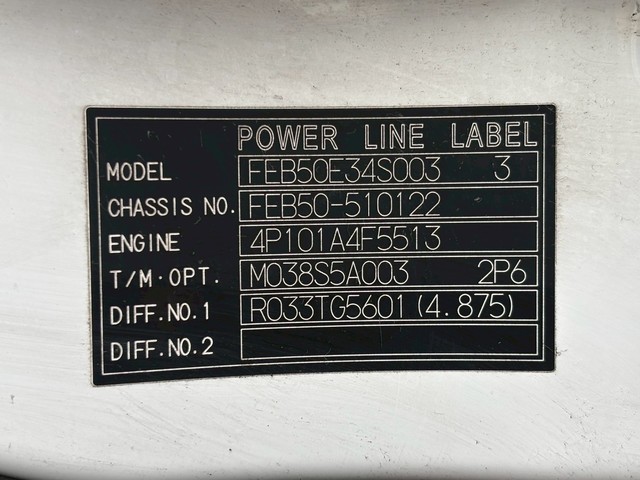 POWER LINE LABEL
MODEL FEB50E34S003 3
CHASSIS NO. FEB50-510122
ENGINE 4P101A4F5513
T/M·OPT. M038S5A003 2P6
DIFF.NO.1 R033TG5601(4.875)
DIFF.NO.2